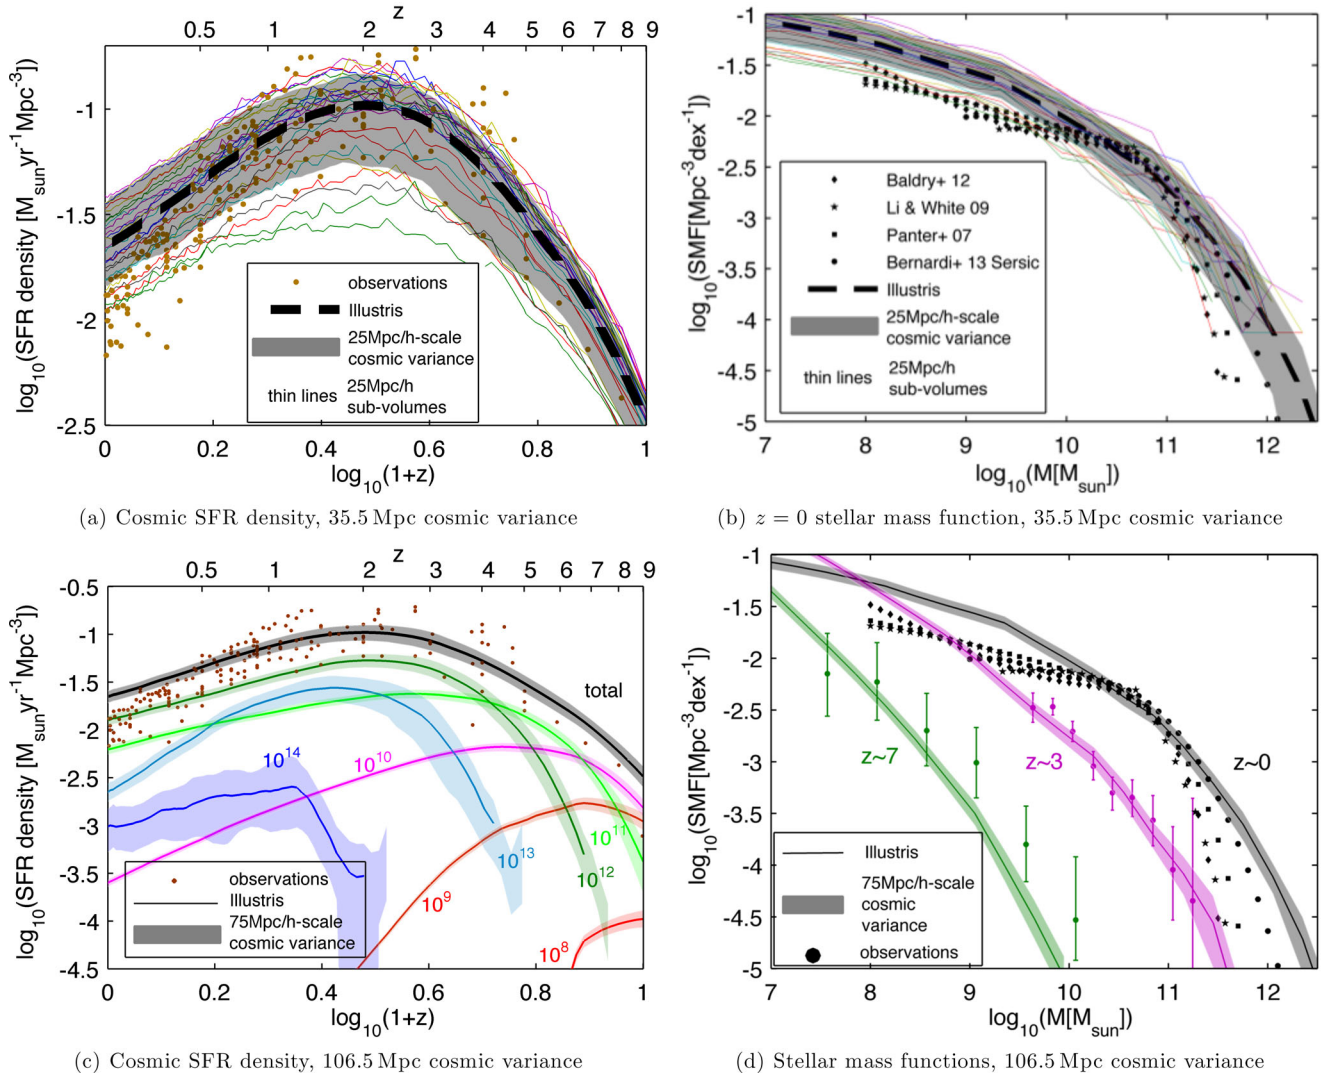 z
0.5 1 2 3 4 5 6 7 8 9
-1
-1.5
-2
-2.5
0 0.2 0.4 0.6 0.8 1
log10(SFR density [Msunyr-1Mpc-3])
log10(1+z)
observations
Illustris
25Mpc/h-scale
cosmic variance
thin lines
25Mpc/h
sub-volumes
(a) Cosmic SFR density, 35.5 Mpc cosmic variance
-1
-1.5
-2
-2.5
-3
-3.5
-4
-4.5
-5
7 8 9 10 11 12
log10(SMF[Mpc-3dex-1])
log10(M[Msun])
Baldry+ 12
Li & White 09
Panter+ 07
Bernardi+ 13 Sersic
Illustris
25Mpc/h-scale
cosmic variance
thin lines
25Mpc/h
sub-volumes
(b) z = 0 stellar mass function, 35.5 Mpc cosmic variance
z
0.5 1 2 3 4 5 6 7 8 9
-0.5
-1
-1.5
-2
-2.5
-3
-3.5
-4
-4.5
0 0.2 0.4 0.6 0.8 1
log10(SFR density [Msunyr-1Mpc-3])
log10(1+z)
total
10^14
10^10
10^11
10^13
10^12
10^9
10^8
observations
Illustris
75Mpc/h-scale
cosmic variance
(c) Cosmic SFR density, 106.5 Mpc cosmic variance
-1
-1.5
-2
-2.5
-3
-3.5
-4
-4.5
-5
7 8 9 10 11 12
log10(SMF[Mpc-3dex-1])
log10(M[Msun])
z~7
z~3
z~0
Illustris
75Mpc/h-scale
cosmic
variance
observations
(d) Stellar mass functions, 106.5 Mpc cosmic variance